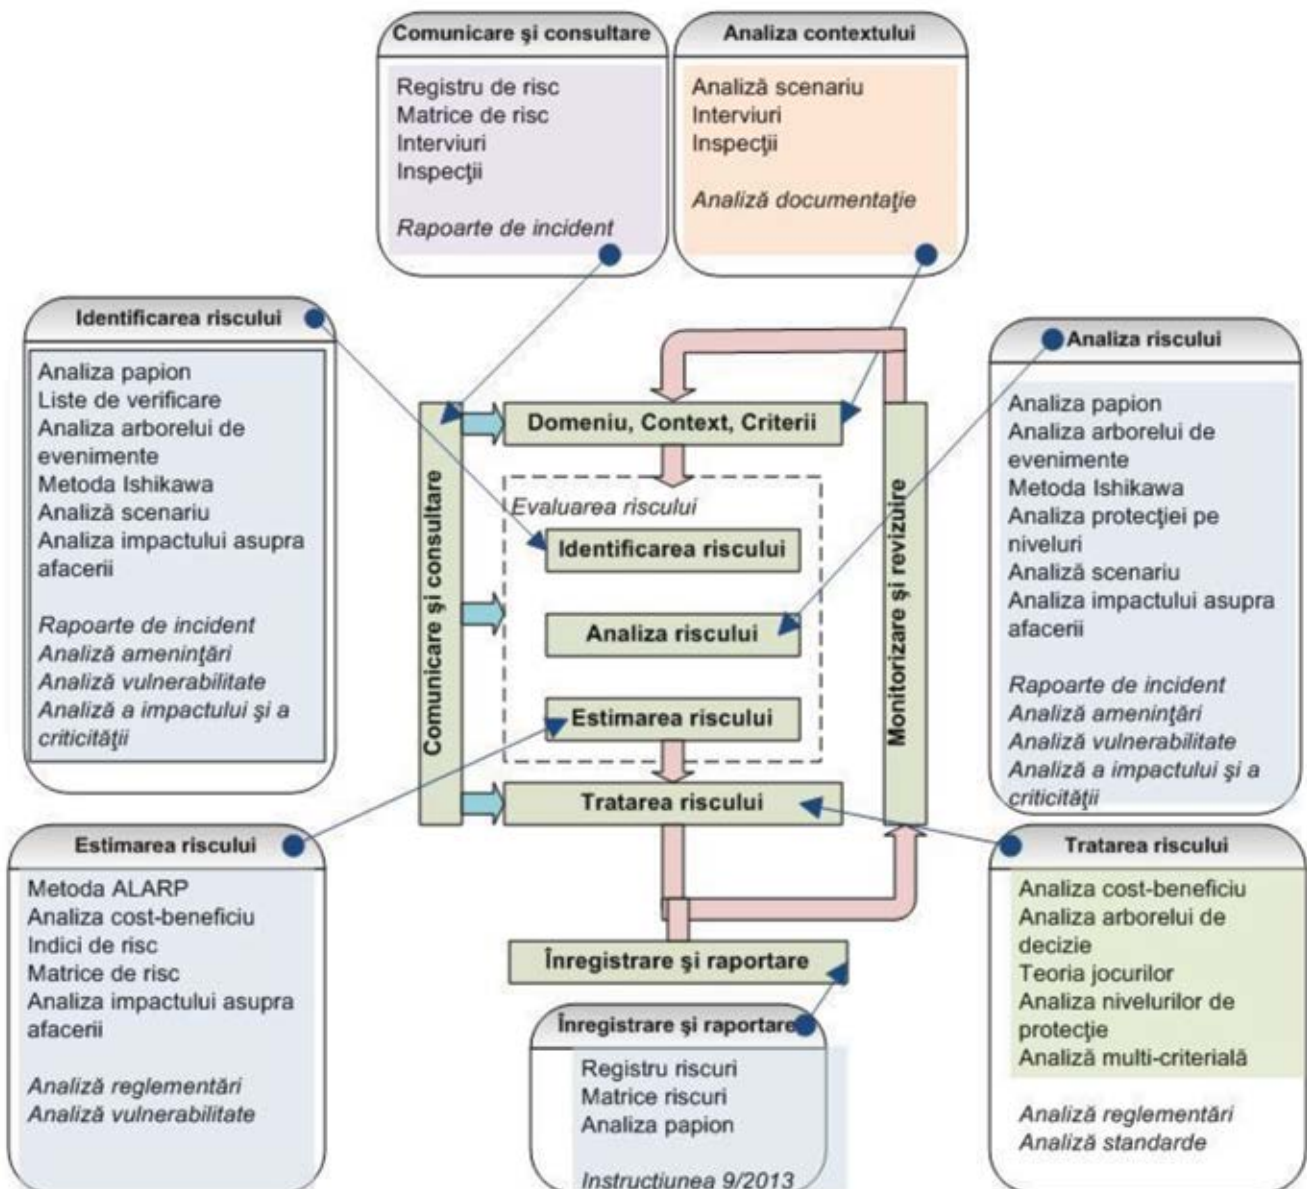 Comunicare şi consultare
Registru de risc
Matrice de risc
Interviuri
Inspecţii
Rapoarte de incident
Analiza contextului
Analiză scenariu
Interviuri
Inspecţii
Analiză documentaţie
Identificarea riscului
Analiza papion
Liste de verificare
Analiza arborelui de
evenimente
Metoda Ishikawa
Analiză scenariu
Analiza impactului asupra
afacerii
Rapoarte de incident
Analiză ameninţări
Analiză vulnerabilitate
Analiză a impactului şi a
criticităţii
Comunicare şi consultare
Domeniu, Context, Criterii
Evaluarea riscului
Identificarea riscului
Analiza riscului
Estimarea riscului
Tratarea riscului
Monitorizare şi revizuire
Înregistrare şi raportare
Analiza riscului
Analiza papion
Analiza arborelui de
evenimente
Metoda Ishikawa
Analiza protecţiei pe
niveluri
Analiză scenariu
Analiza impactului asupra
afacerii
Rapoarte de incident
Analiză ameninţări
Analiză vulnerabilitate
Analiză a impactului şi a
criticităţii
Estimarea riscului
Metoda ALARP
Analiza cost-beneficiu
Indici de risc
Matrice de risc
Analiza impactului asupra
afacerii
Analiză reglementări
Analiză vulnerabilitate
Înregistrare şi raportare
Registru riscuri
Matrice riscuri
Analiza papion
Instrucţiunea 9/2013
Tratarea riscului
Analiza cost-beneficiu
Analiza arborelui de
decizie
Teoria jocurilor
Analiza nivelurilor de
protecţie
Analiză multi-criterială
Analiză reglementări
Analiză standarde